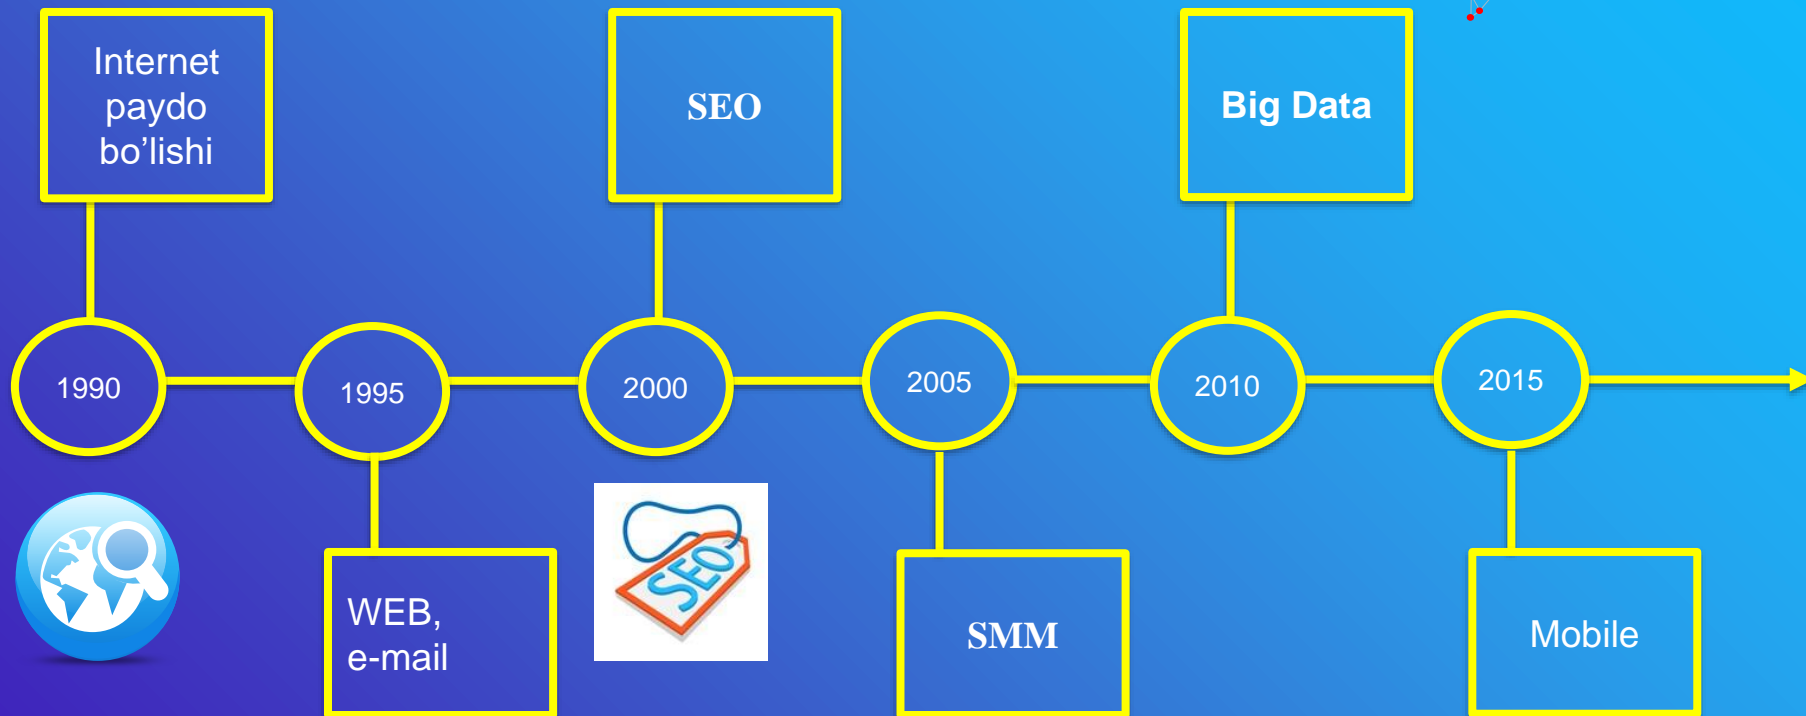 Internet
paydo
bo’lishi
SEO
Big Data
1990
1995
2000
2005
2010
2015
SEO
WEB,
e-mail
SMM
Mobile